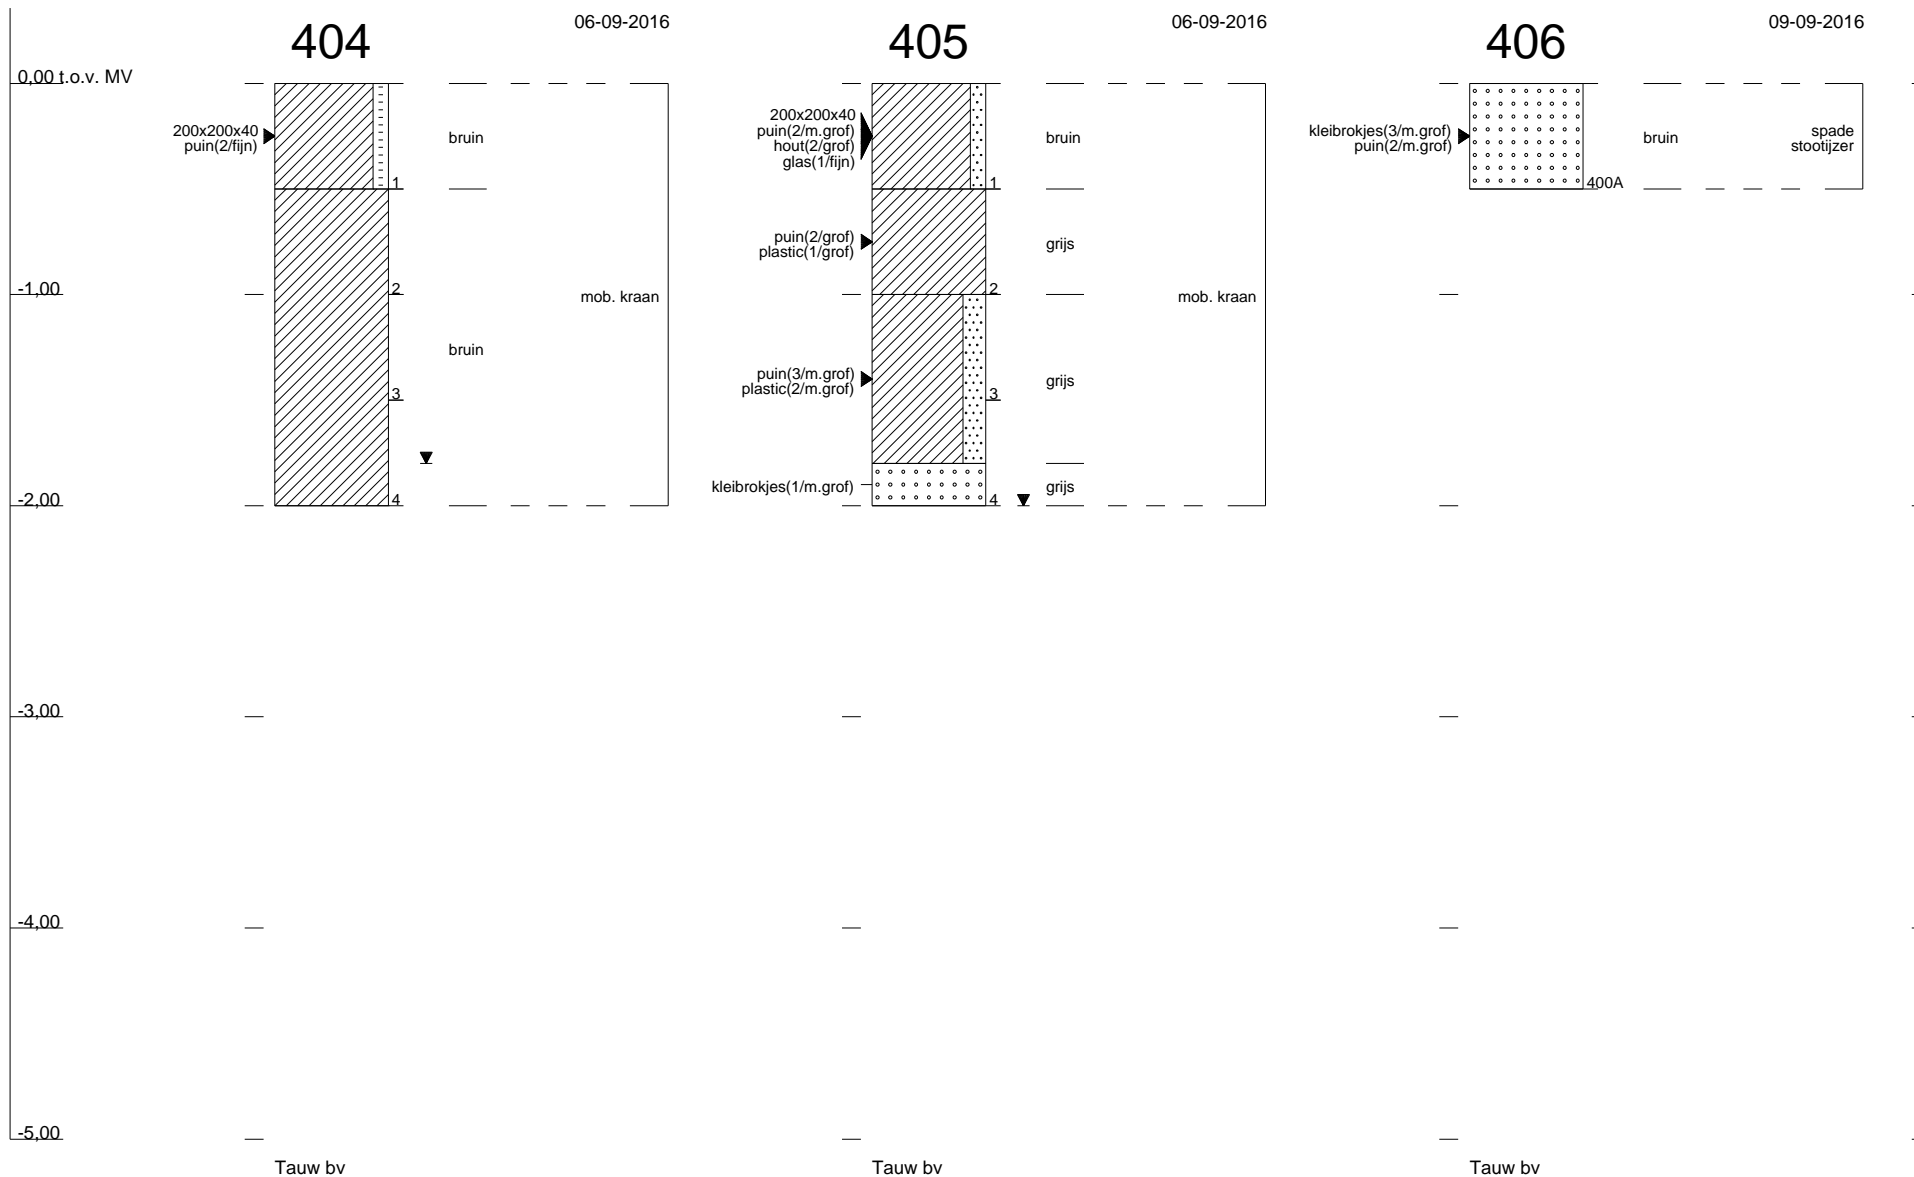 404
06-09-2016
405
06-09-2016
406
09-09-2016
0,00 t.o.v. MV
-1,00
-2,00
-3,00
-4,00
-5,00
200x200x40
puin(2/fijn)
1
2
3
4
bruin
bruin
mob. kraan
200x200x40
puin(2/m.grof)
hout(2/grof)
glas(1/fijn)
puin(2/grof)
plastic(1/grof)
puin(3/m.grof)
plastic(2/m.grof)
kleibrokjes(1/m.grof)
1
2
3
4
bruin
grijs
grijs
grijs
mob. kraan
kleibrokjes(3/m.grof)
puin(2/m.grof)
400A
bruin
spade
stootijzer
Tauw bv
Tauw bv
Tauw bv